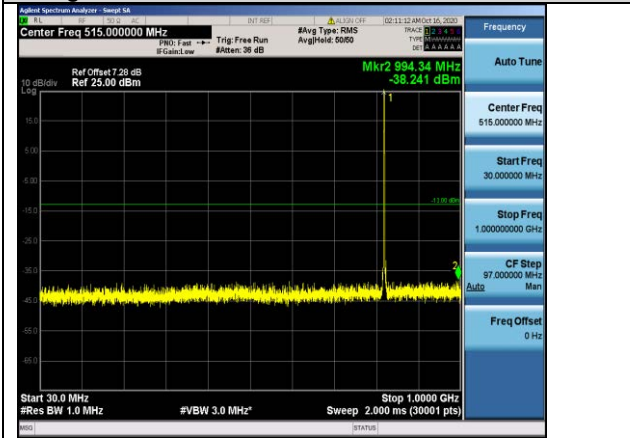 Agilent Spectrum Analyzer - Swept SA
RL RF 50 Ω AC INT REF ALIGN OFF 02:11:12 AM Oct 16, 2020
Center Freq 515.000000 MHz #Avg Type: RMS TRACE 1 2 3 4 5 6 Frequency
PNO: Fast Trig: Free Run Avg|Hold: 50/50 TYPE
IFGain:Low #Atten: 36 dB DET A A A A A A
Mkr2 994.34 MHz Auto Tune
Ref Offset 7.28 dB
10 dB/div Ref 25.00 dBm -38.241 dBm
Log
1
15.0 Center Freq
515.000000 MHz
5.00
-5.00 Start Freq
30.000000 MHz
-13.00 dBm
-15.0 Stop Freq
1.000000000 GHz
-25.0
2
-35.0 CF Step
97.000000 MHz
Auto Man
-45.0
-55.0 Freq Offset
0 Hz
-65.0
Start 30.0 MHz Stop 1.0000 GHz
#Res BW 1.0 MHz #VBW 3.0 MHz* Sweep 2.000 ms (30001 pts)
MSG STATUS